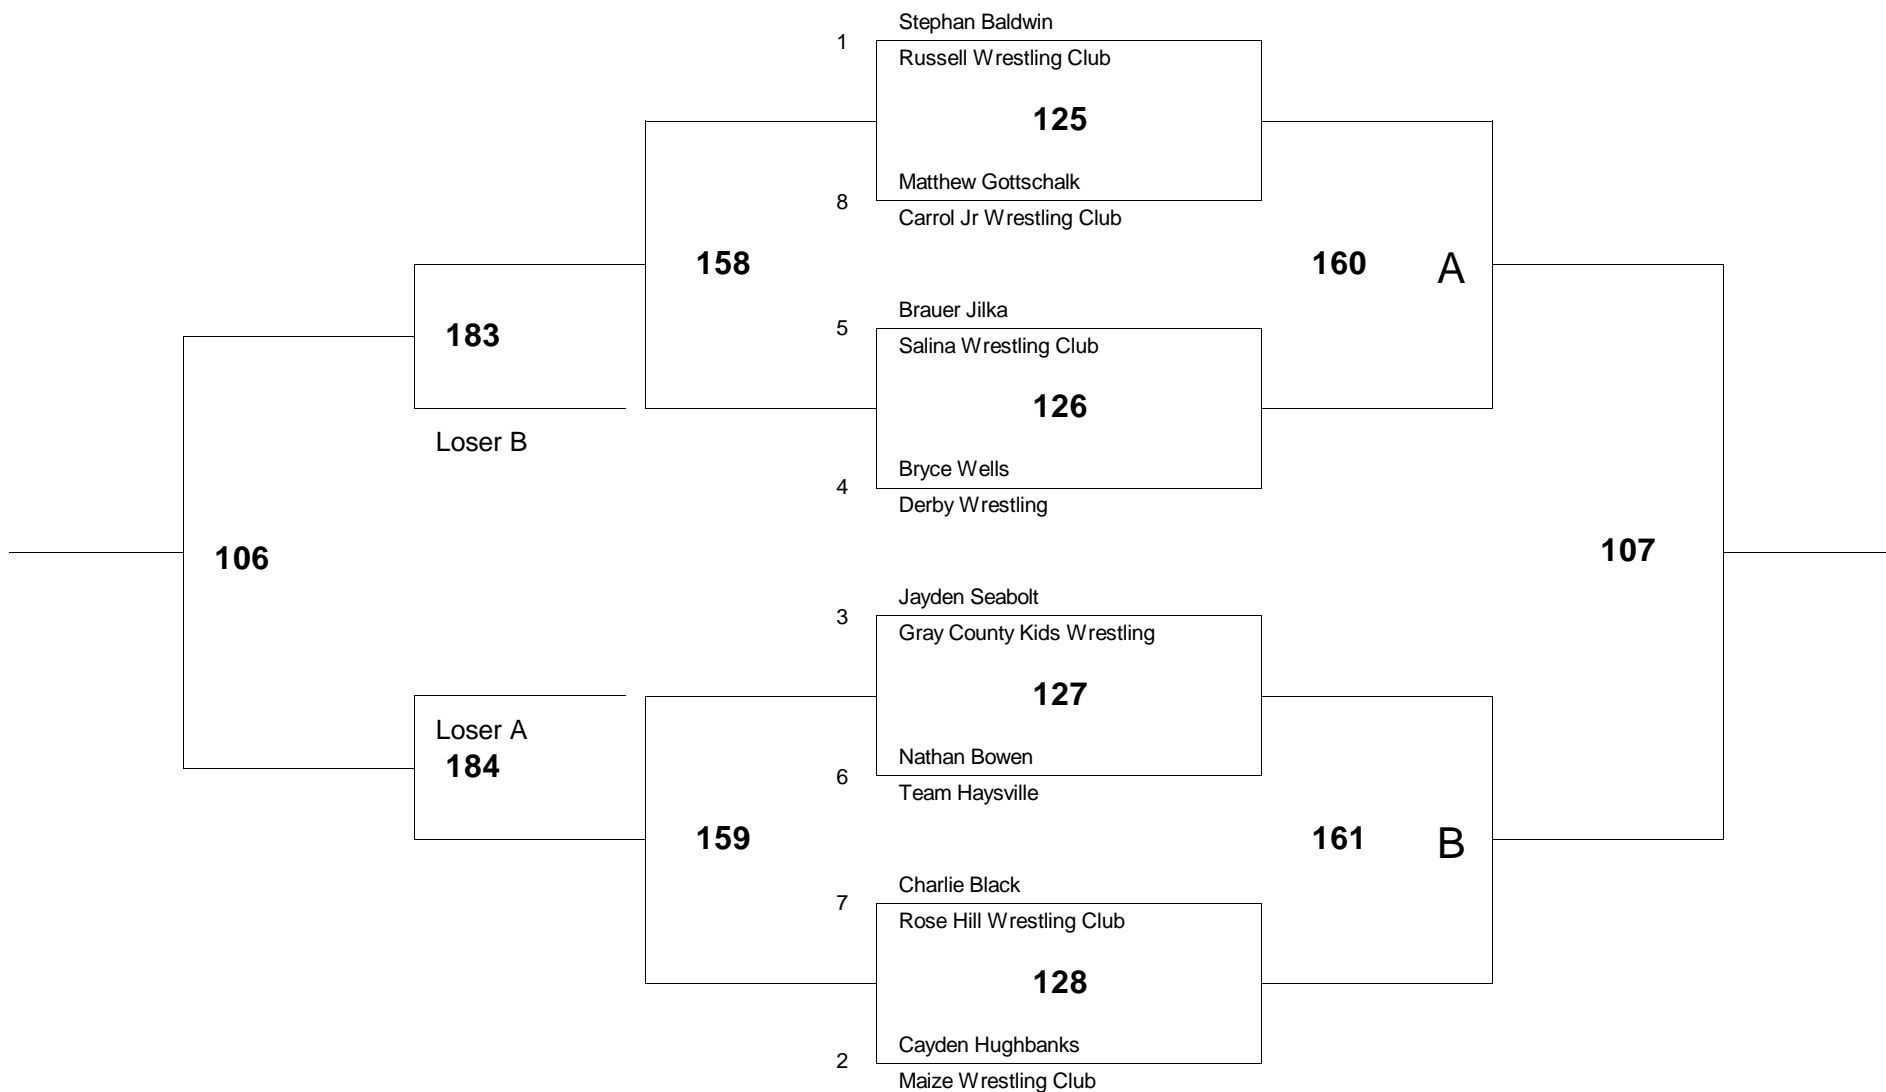 Stephan Baldwin
1
Russell Wrestling Club
125
Matthew Gottschalk
8
Carrol Jr Wrestling Club
158
160
A
Brauer Jilka
5
183
Salina Wrestling Club
126
Loser B
Bryce Wells
4
Derby Wrestling
106
107
Jayden Seabolt
3
Gray County Kids Wrestling
127
Loser A
184
Nathan Bowen
6
Team Haysville
159
161
B
Charlie Black
7
Rose Hill Wrestling Club
128
Cayden Hughbanks
2
Maize Wrestling Club